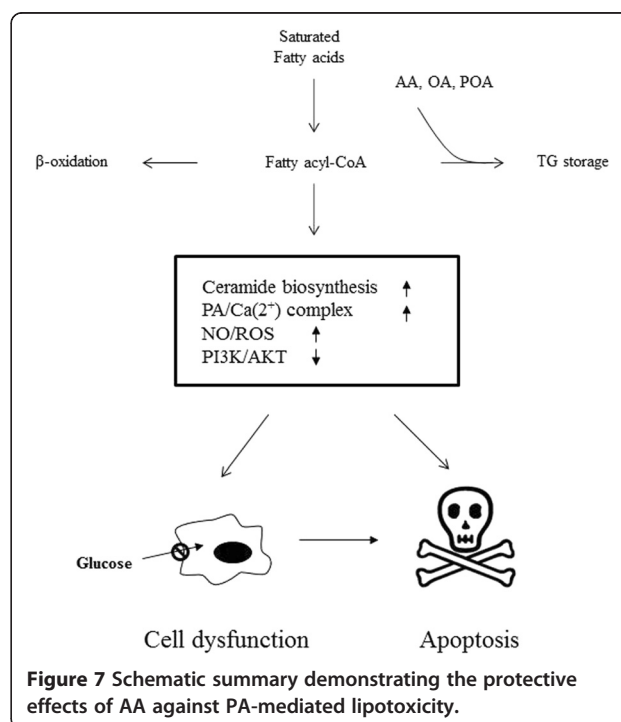 Saturated
Fatty acids
AA, OA, POA
β-oxidation
Fatty acyl-CoA
TG storage
Ceramide biosynthesis ↑
PA/Ca(2⁺) complex ↑
NO/ROS ↑
PI3K/AKT ↓
Glucose
Cell dysfunction
Apoptosis
Figure 7 Schematic summary demonstrating the protective
effects of AA against PA-mediated lipotoxicity.